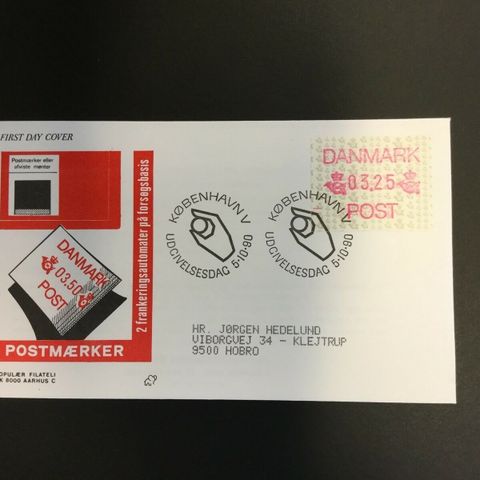 FIRST DAY COVER
Postmærker eller
afviste mønter
2 frankeringsautomater på forsøgsbasis
DANMARK
03.50
POST
POSTMÆRKER
OPULÆR FILATELI
K 8000 AARHUS C
KØBENHAVN V
UDGIVELSESDAG 5-10-90
KØBENHAVN V
UDGIVELSESDAG 5-10-90
DANMARK
03.25
POST
HR. JØRGEN HEDELUND
VIBORGVEJ 34 - KLEJTRUP
9500 HOBRO